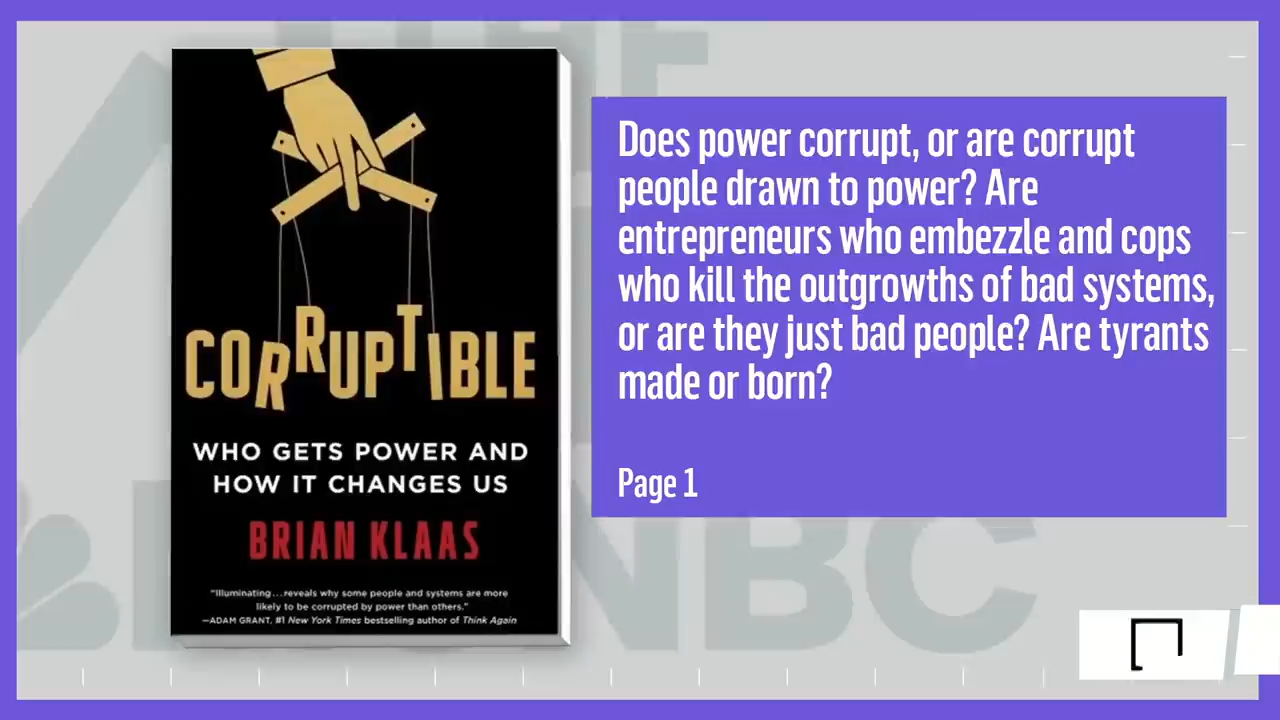 CORRUPTIBLE
WHO GETS POWER AND
HOW IT CHANGES US
BRIAN KLAAS
"Illuminating...reveals why some people and systems are more
likely to be corrupted by power than others."
—ADAM GRANT, #1 New York Times bestselling author of Think Again
Does power corrupt, or are corrupt
people drawn to power? Are
entrepreneurs who embezzle and cops
who kill the outgrowths of bad systems,
or are they just bad people? Are tyrants
made or born?
Page 1
NBC